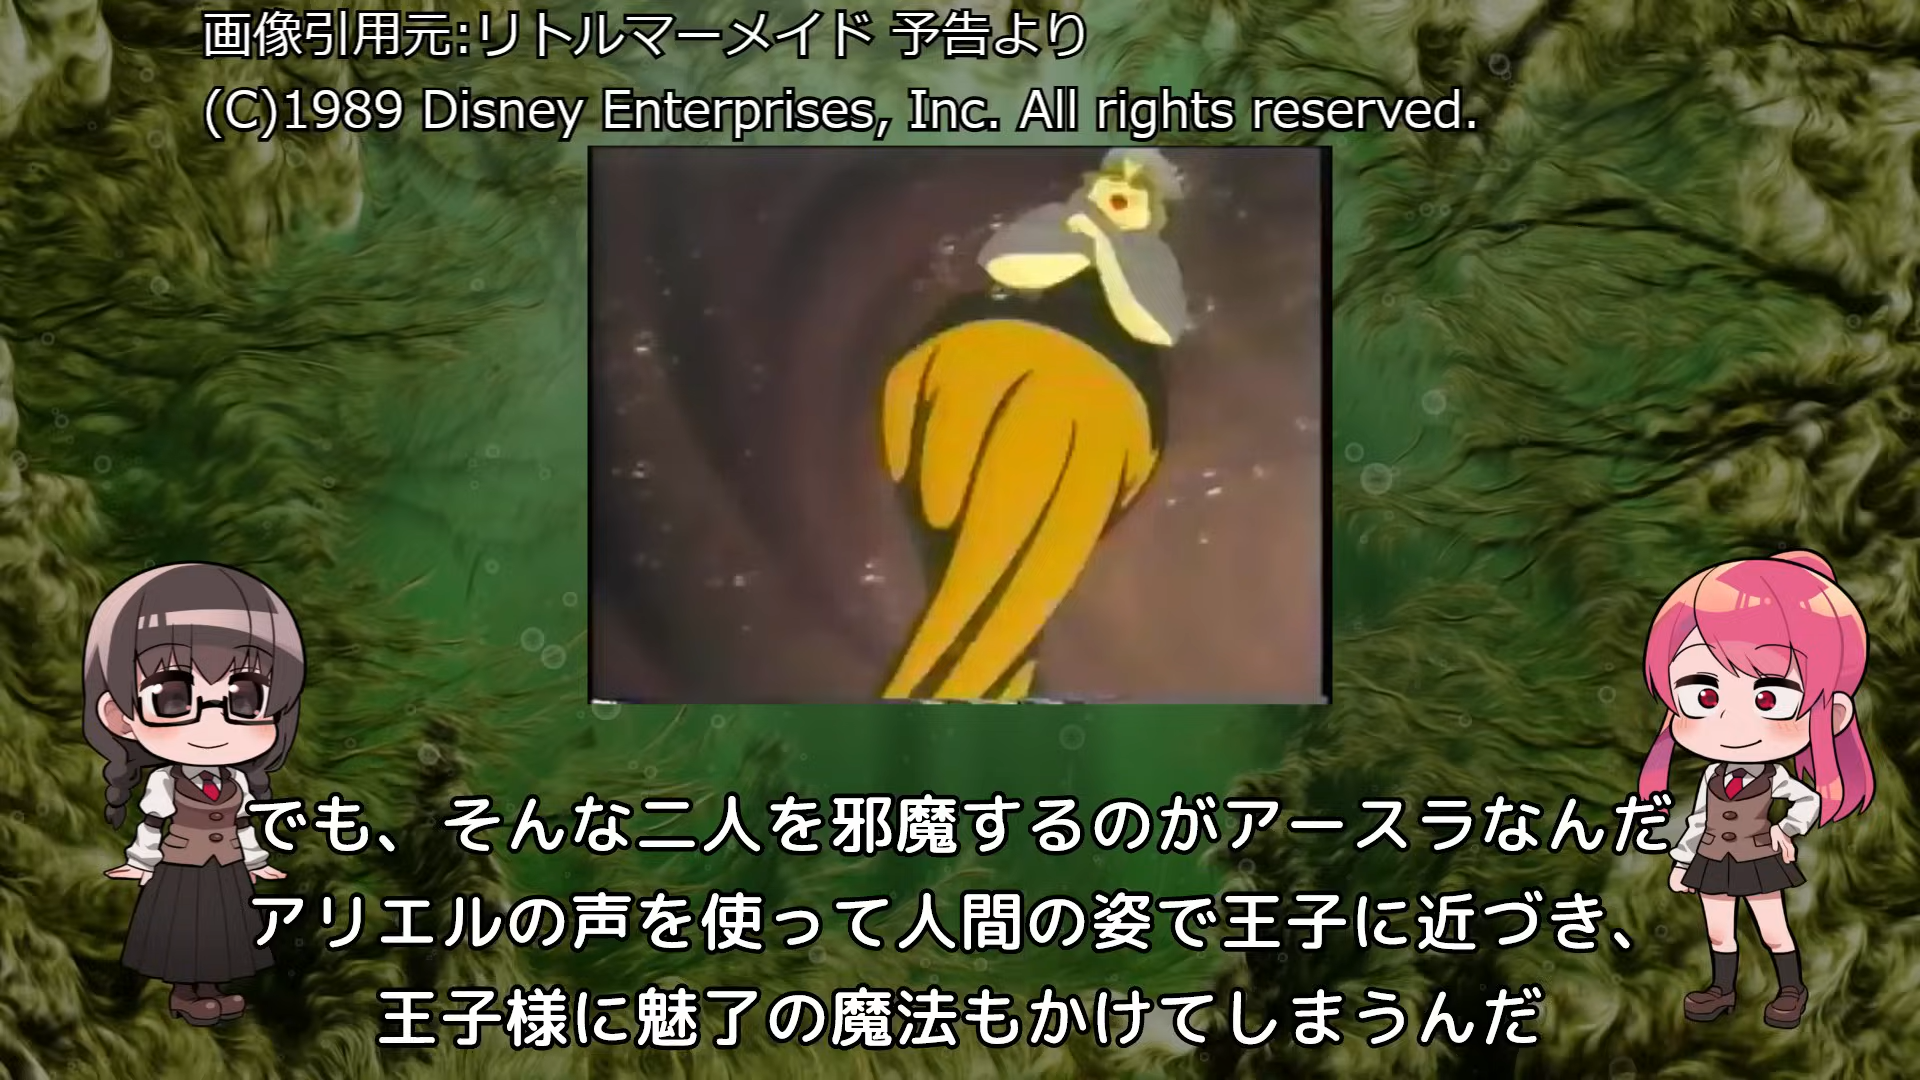 画像引用元:リトルマーメイド 予告より
(C)1989 Disney Enterprises, Inc. All rights reserved.
でも、そんな二人を邪魔するのがアースラなんだ
アリエルの声を使って人間の姿で王子に近づき、
王子様に魅了の魔法もかけてしまうんだ